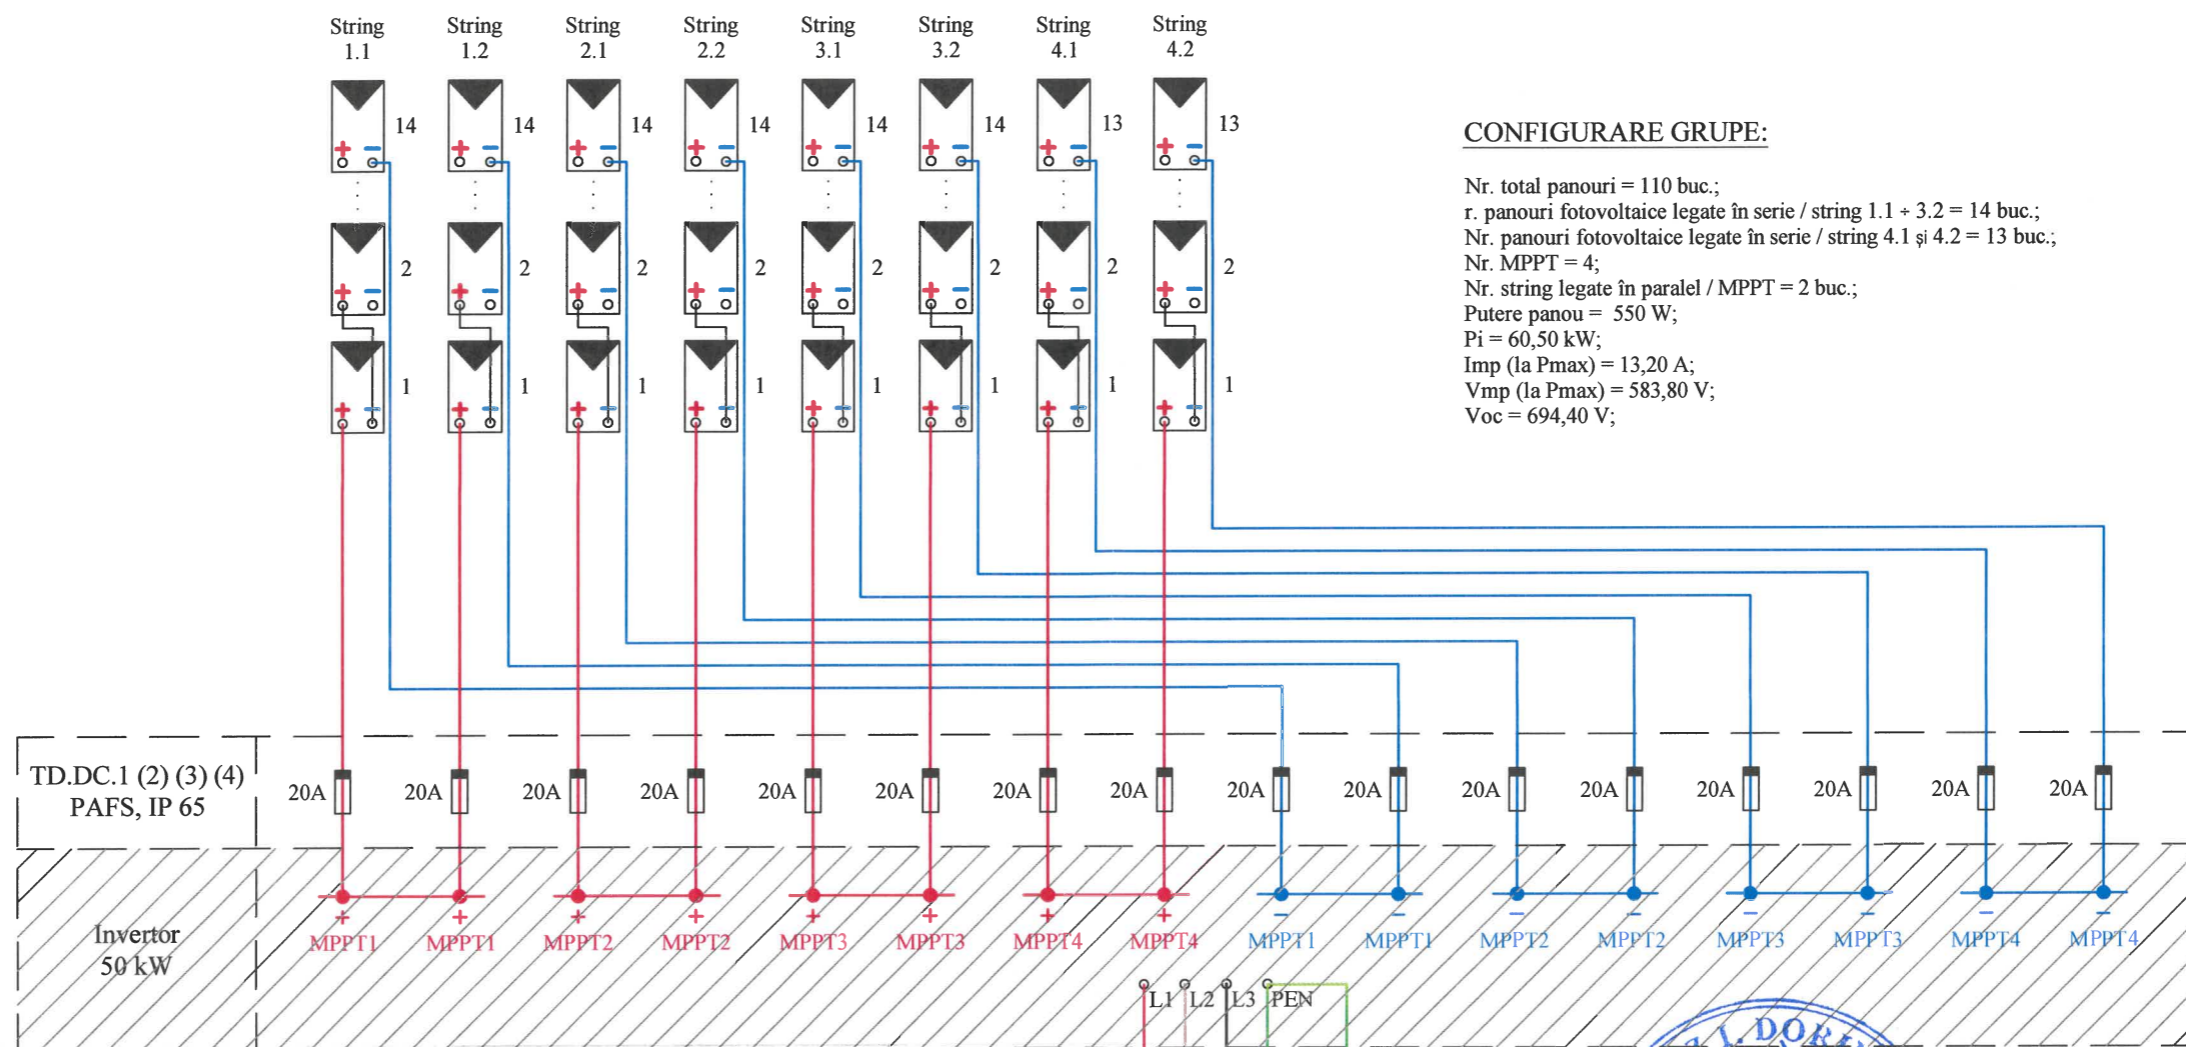 String String String String String String String String
1.1 1.2 2.1 2.2 3.1 3.2 4.1 4.2
14 14 14 14 14 14 13 13
+ − + − + − + − + − + − + − + −
2 2 2 2 2 2 2 2
+ − + − + − + − + − + − + − + −
1 1 1 1 1 1 1 1
+ − + − + − + − + − + − + − + −
CONFIGURARE GRUPE:
Nr. total panouri = 110 buc.;
r. panouri fotovoltaice legate în serie / string 1.1 ÷ 3.2 = 14 buc.;
Nr. panouri fotovoltaice legate în serie / string 4.1 și 4.2 = 13 buc.;
Nr. MPPT = 4;
Nr. string legate în paralel / MPPT = 2 buc.;
Putere panou = 550 W;
Pi = 60,50 kW;
Imp (la Pmax) = 13,20 A;
Vmp (la Pmax) = 583,80 V;
Voc = 694,40 V;
TD.DC.1 (2) (3) (4)
PAFS, IP 65
20A 20A 20A 20A 20A 20A 20A 20A 20A 20A 20A 20A 20A 20A 20A 20A
Invertor
50 kW
+ + + + + + + + − − − − − − − −
MPPT1 MPPT1 MPPT2 MPPT2 MPPT3 MPPT3 MPPT4 MPPT4 MPPT1 MPPT1 MPPT2 MPPT2 MPPT3 MPPT3 MPPT4 MPPT4
L1 L2 L3 PEN